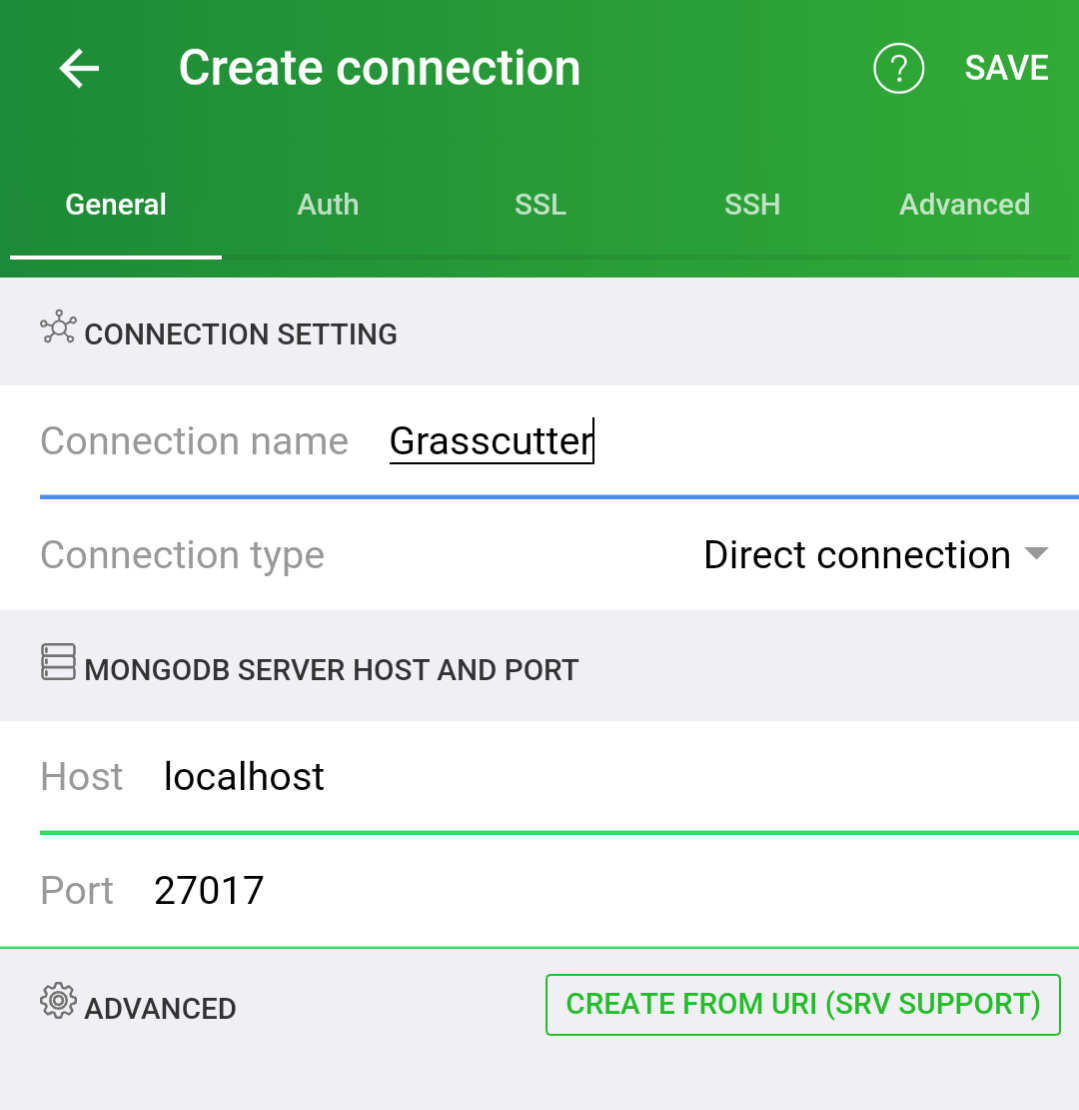 Create connection
? SAVE
General Auth SSL SSH Advanced
CONNECTION SETTING
Connection name Grasscutter
Connection type Direct connection
MONGODB SERVER HOST AND PORT
Host localhost
Port 27017
ADVANCED CREATE FROM URI (SRV SUPPORT)